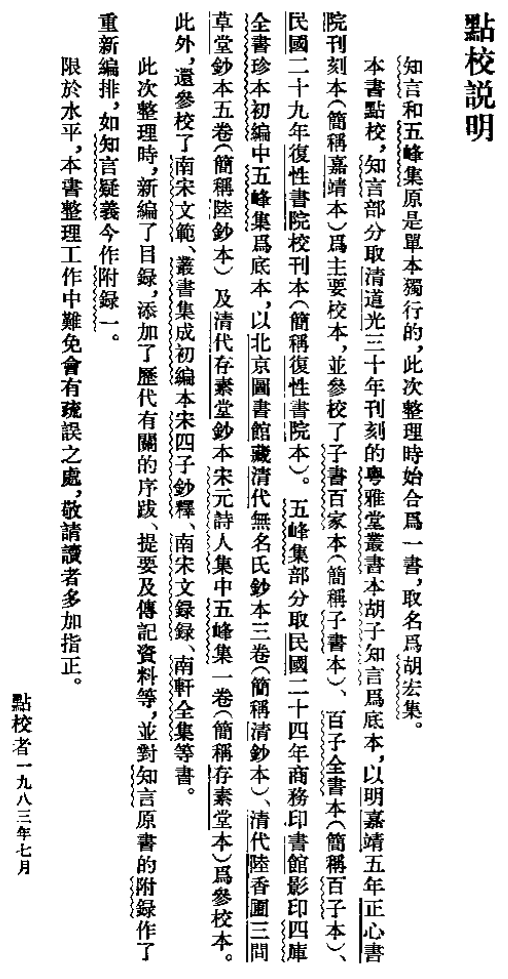 點校説明
知言和五峰集原是單本獨行的，此次整理時始合爲一書，取名爲胡宏集。
本書點校，知言部分取清道光三十年刊刻的粤雅堂叢書本胡子知言爲底本，以明嘉靖五年正心書
院刊刻本（簡稱嘉靖本）爲主要校本，並參校了子書百家本（簡稱子書本）、百子全書本（簡稱百子本）、
民國二十九年復性書院校刊本（簡稱復性書院本）。五峰集部分取民國二十四年商務印書館影印四庫
全書珍本初編中五峰集爲底本，以北京圖書館藏清代無名氏鈔本三卷（簡稱清鈔本）、清代陸香圃三間
草堂鈔本五卷（簡稱陸鈔本）及清代存素堂鈔本宋元詩人集中五峰集一卷（簡稱存素堂本）爲參校本。
此外，還參校了南宋文範、叢書集成初編本宋四子鈔釋、南宋文録録、南軒全集等書。
此次整理時，新編了目録，添加了歷代有關的序跋、提要及傳記資料等，並對知言原書的附録作了
重新編排，如知言疑義今作附録一。
限於水平，本書整理工作中難免會有疏誤之處，敬請讀者多加指正。
點校者一九八三年七月